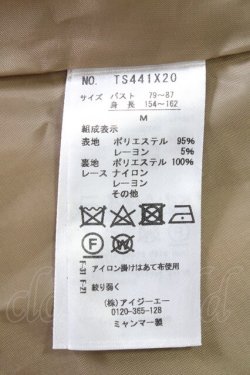 NO. TS441X20
サイズ バスト 79～87
身長 154～162
M
組成表示
表地 ポリエステル 95%
レーヨン 5%
裏地 ポリエステル 100%
レース ナイロン
レーヨン
その他
F W
アイロン掛けはあて布使用
絞り弱く
㈱アイジーエー
0120-365-128
ミャンマー製